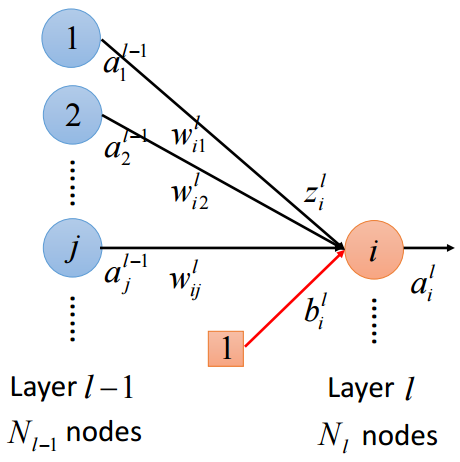 1
a_1^{l-1}
2
a_2^{l-1}
w_{i1}^l
w_{i2}^l
z_i^l
j
a_j^{l-1}
w_{ij}^l
i
a_i^l
b_i^l
1
Layer l-1
N_{l-1} nodes
Layer l
N_l nodes